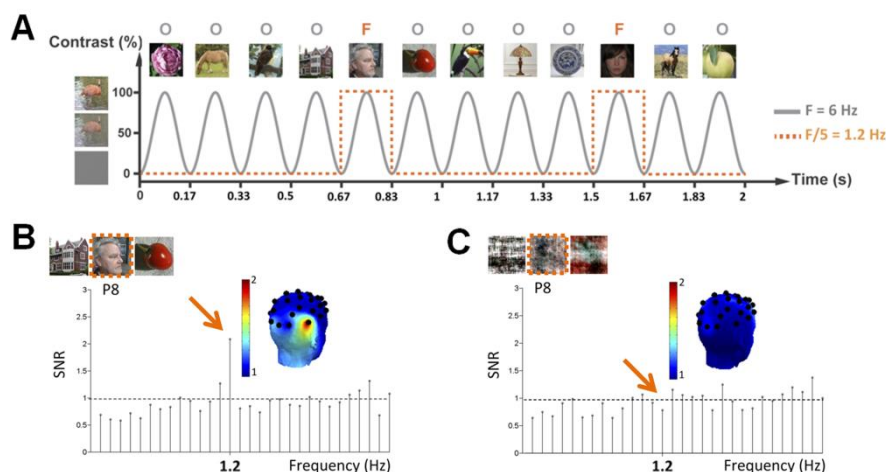 A
Contrast (%)
O O O O F O O O O F O O
100
50
0
0 0.17 0.33 0.5 0.67 0.83 1 1.17 1.33 1.5 1.67 1.83 2
Time (s)
F = 6 Hz
F/5 = 1.2 Hz
B
P8
3
2.5
2
1.5
1
0.5
0
SNR
2
1
1.2
Frequency (Hz)
C
P8
3
2.5
2
1.5
1
0.5
0
SNR
2
1
1.2
Frequency (Hz)